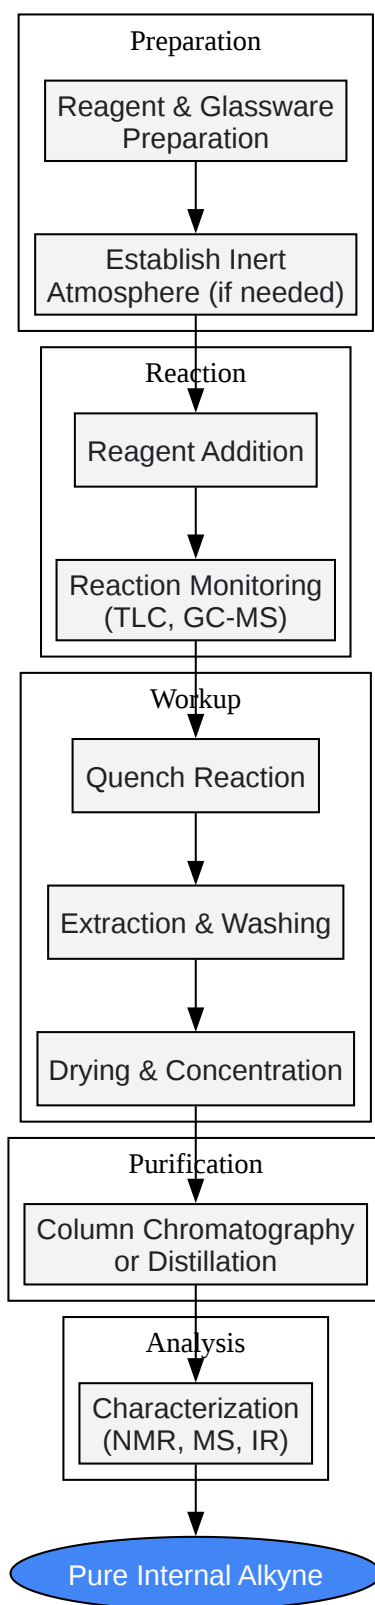 Preparation
Reagent & Glassware
Preparation
Establish Inert
Atmosphere (if needed)
Reaction
Reagent Addition
Reaction Monitoring
(TLC, GC-MS)
Workup
Quench Reaction
Extraction & Washing
Drying & Concentration
Purification
Column Chromatography
or Distillation
Analysis
Characterization
(NMR, MS, IR)
Pure Internal Alkyne